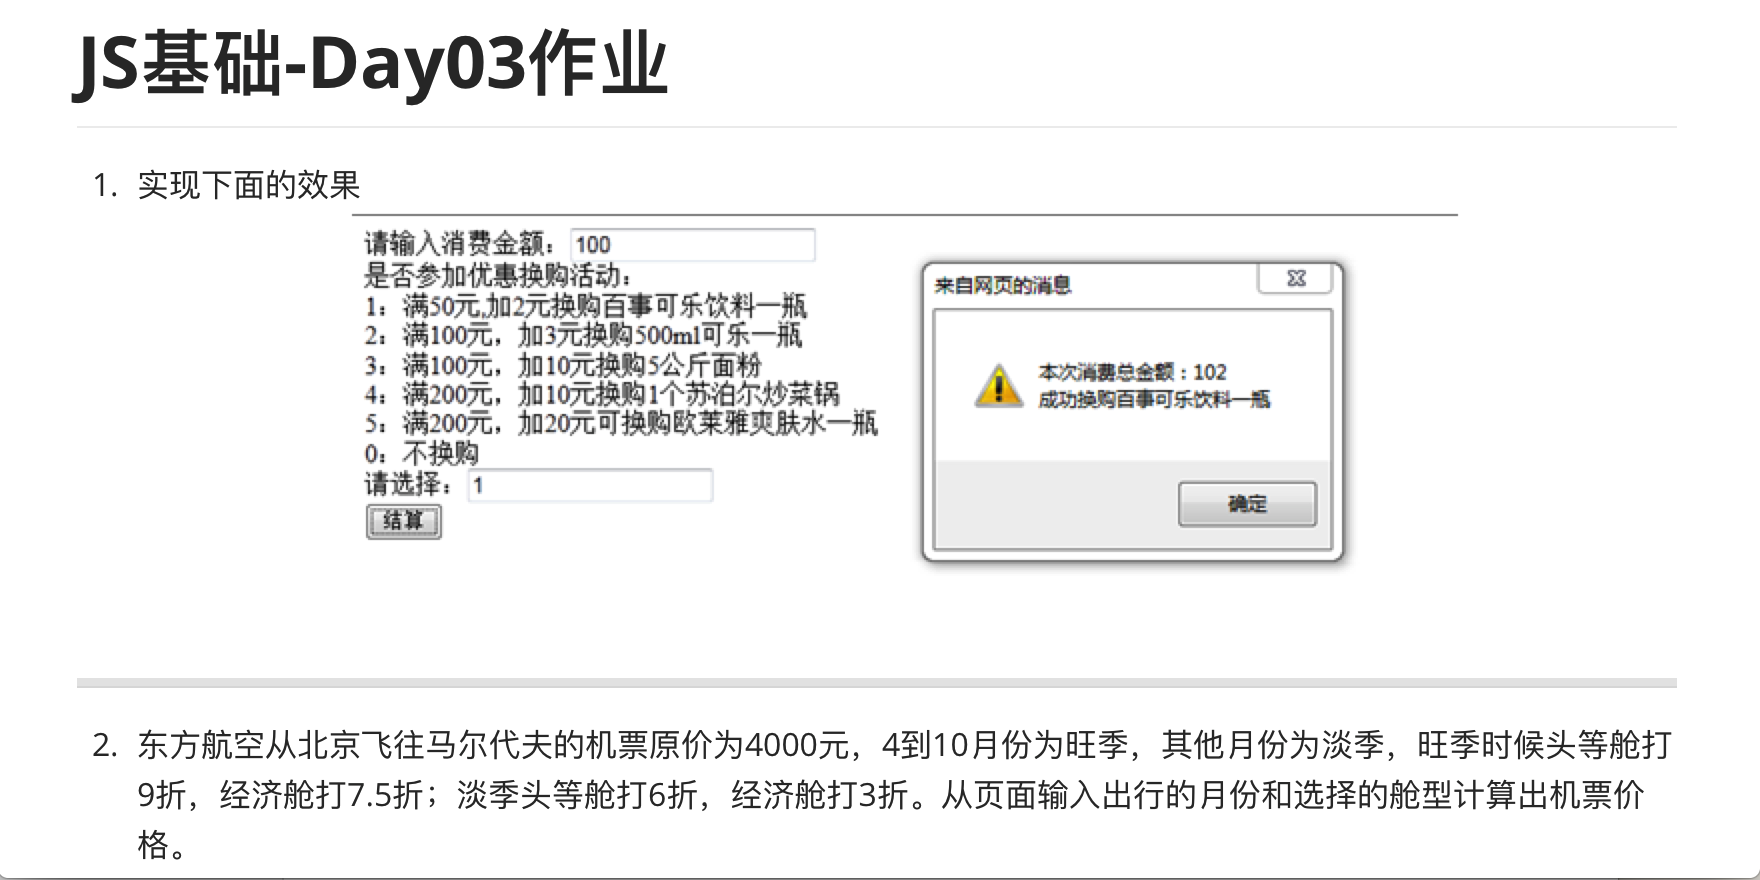 JS基础-Day03作业
1. 实现下面的效果
请输入消费金额：100
是否参加优惠换购活动：
1：满50元,加2元换购百事可乐饮料一瓶
2：满100元，加3元换购500ml可乐一瓶
3：满100元，加10元换购5公斤面粉
4：满200元，加10元换购1个苏泊尔炒菜锅
5：满200元，加20元可换购欧莱雅爽肤水一瓶
0：不换购
请选择：1
结算
来自网页的消息
本次消费总金额：102
成功换购百事可乐饮料一瓶
确定
2. 东方航空从北京飞往马尔代夫的机票原价为4000元，4到10月份为旺季，其他月份为淡季，旺季时候头等舱打
9折，经济舱打7.5折；淡季头等舱打6折，经济舱打3折。从页面输入出行的月份和选择的舱型计算出机票价
格。